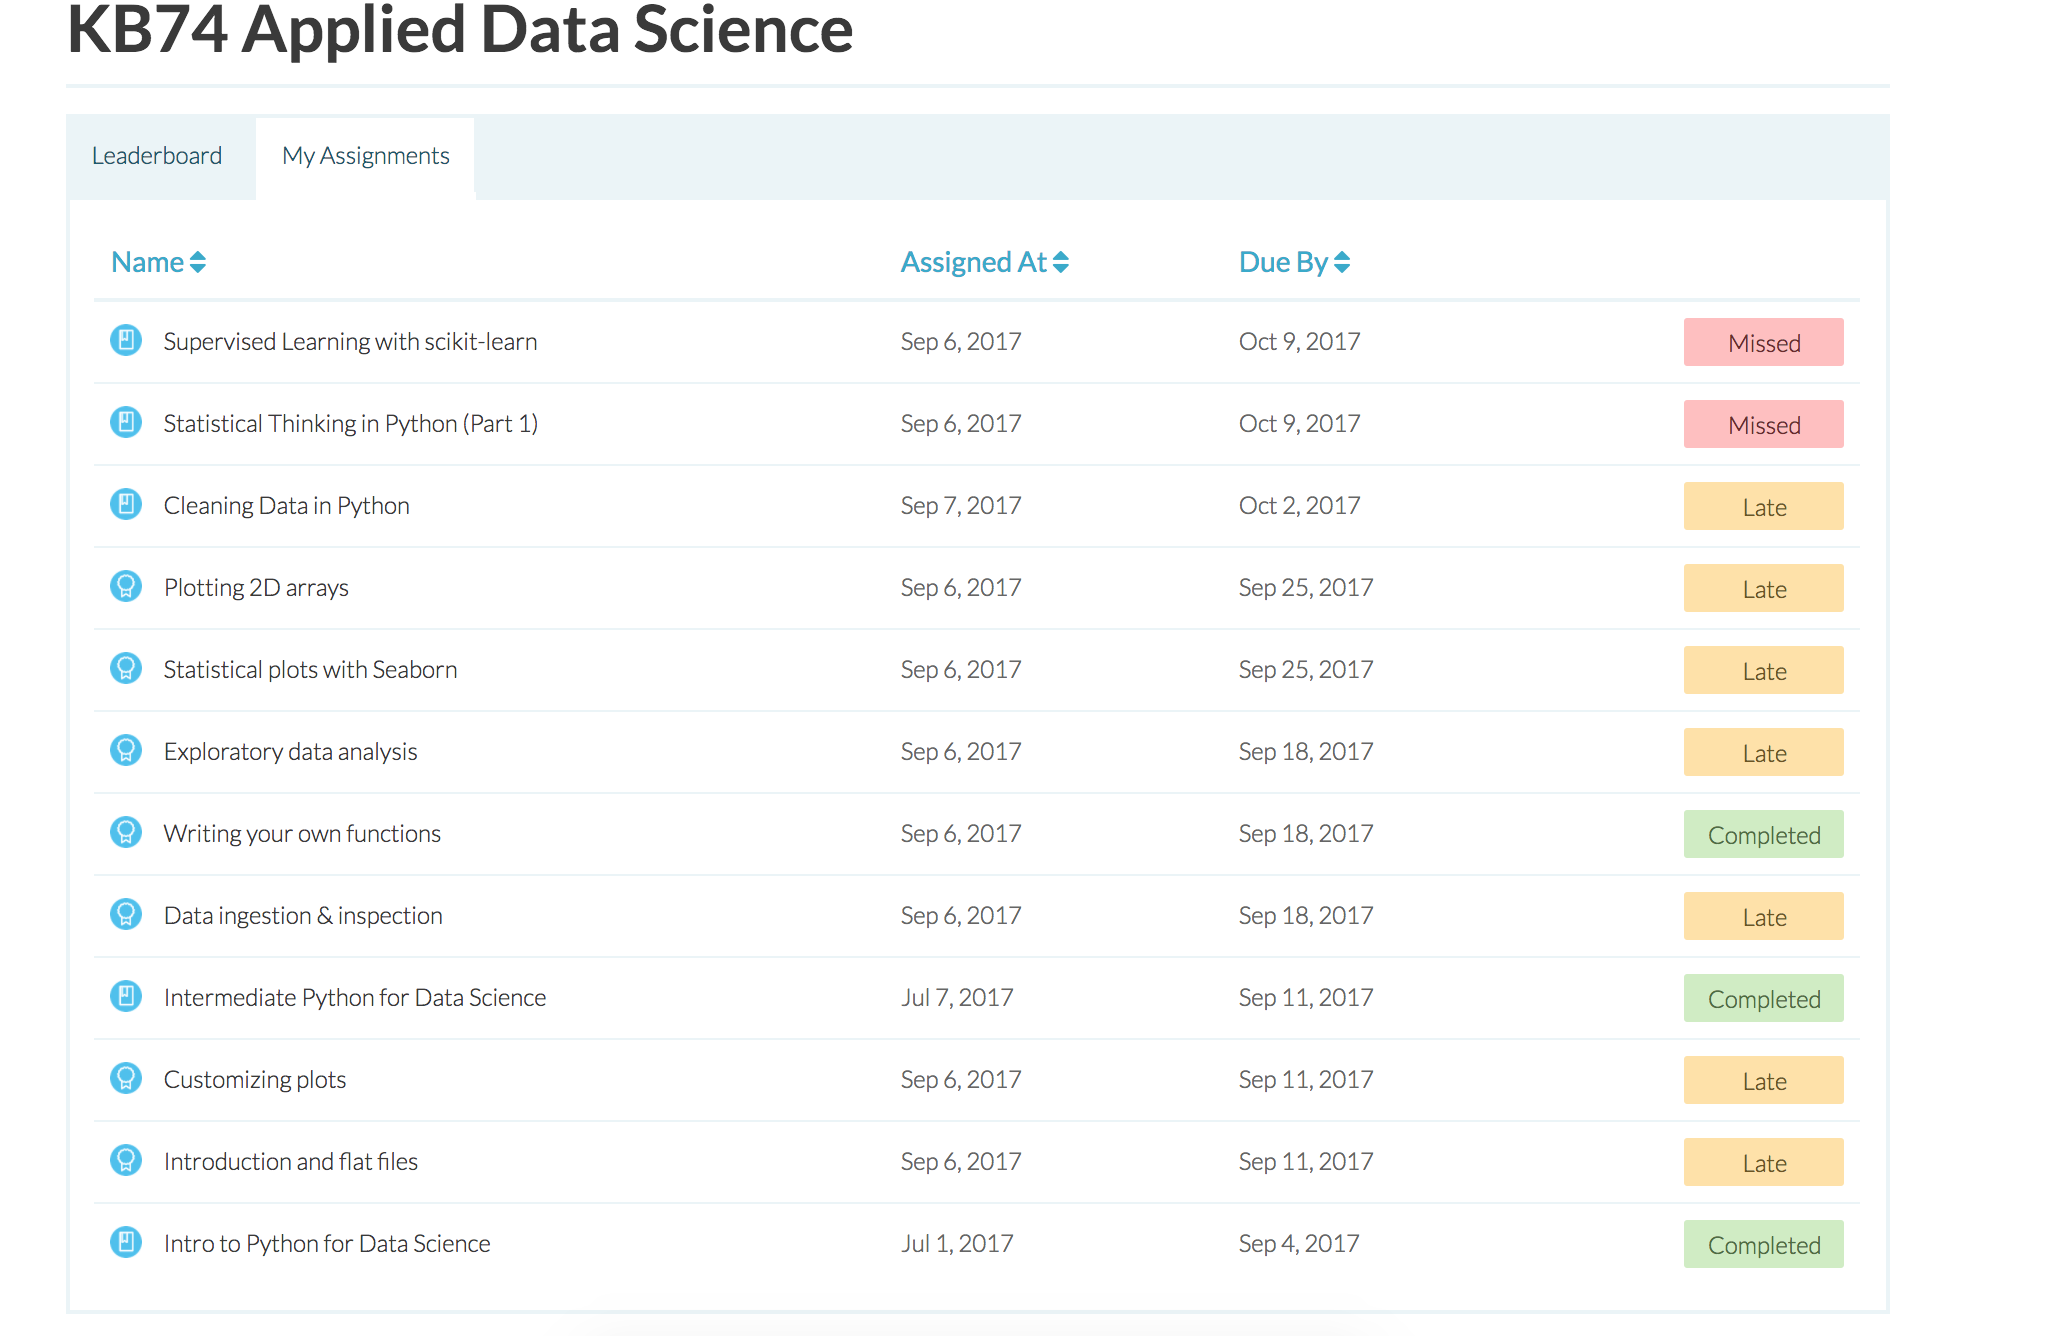 KB74 Applied Data Science
Leaderboard My Assignments
Name Assigned At Due By
Supervised Learning with scikit-learn Sep 6, 2017 Oct 9, 2017 Missed
Statistical Thinking in Python (Part 1) Sep 6, 2017 Oct 9, 2017 Missed
Cleaning Data in Python Sep 7, 2017 Oct 2, 2017 Late
Plotting 2D arrays Sep 6, 2017 Sep 25, 2017 Late
Statistical plots with Seaborn Sep 6, 2017 Sep 25, 2017 Late
Exploratory data analysis Sep 6, 2017 Sep 18, 2017 Late
Writing your own functions Sep 6, 2017 Sep 18, 2017 Completed
Data ingestion & inspection Sep 6, 2017 Sep 18, 2017 Late
Intermediate Python for Data Science Jul 7, 2017 Sep 11, 2017 Completed
Customizing plots Sep 6, 2017 Sep 11, 2017 Late
Introduction and flat files Sep 6, 2017 Sep 11, 2017 Late
Intro to Python for Data Science Jul 1, 2017 Sep 4, 2017 Completed